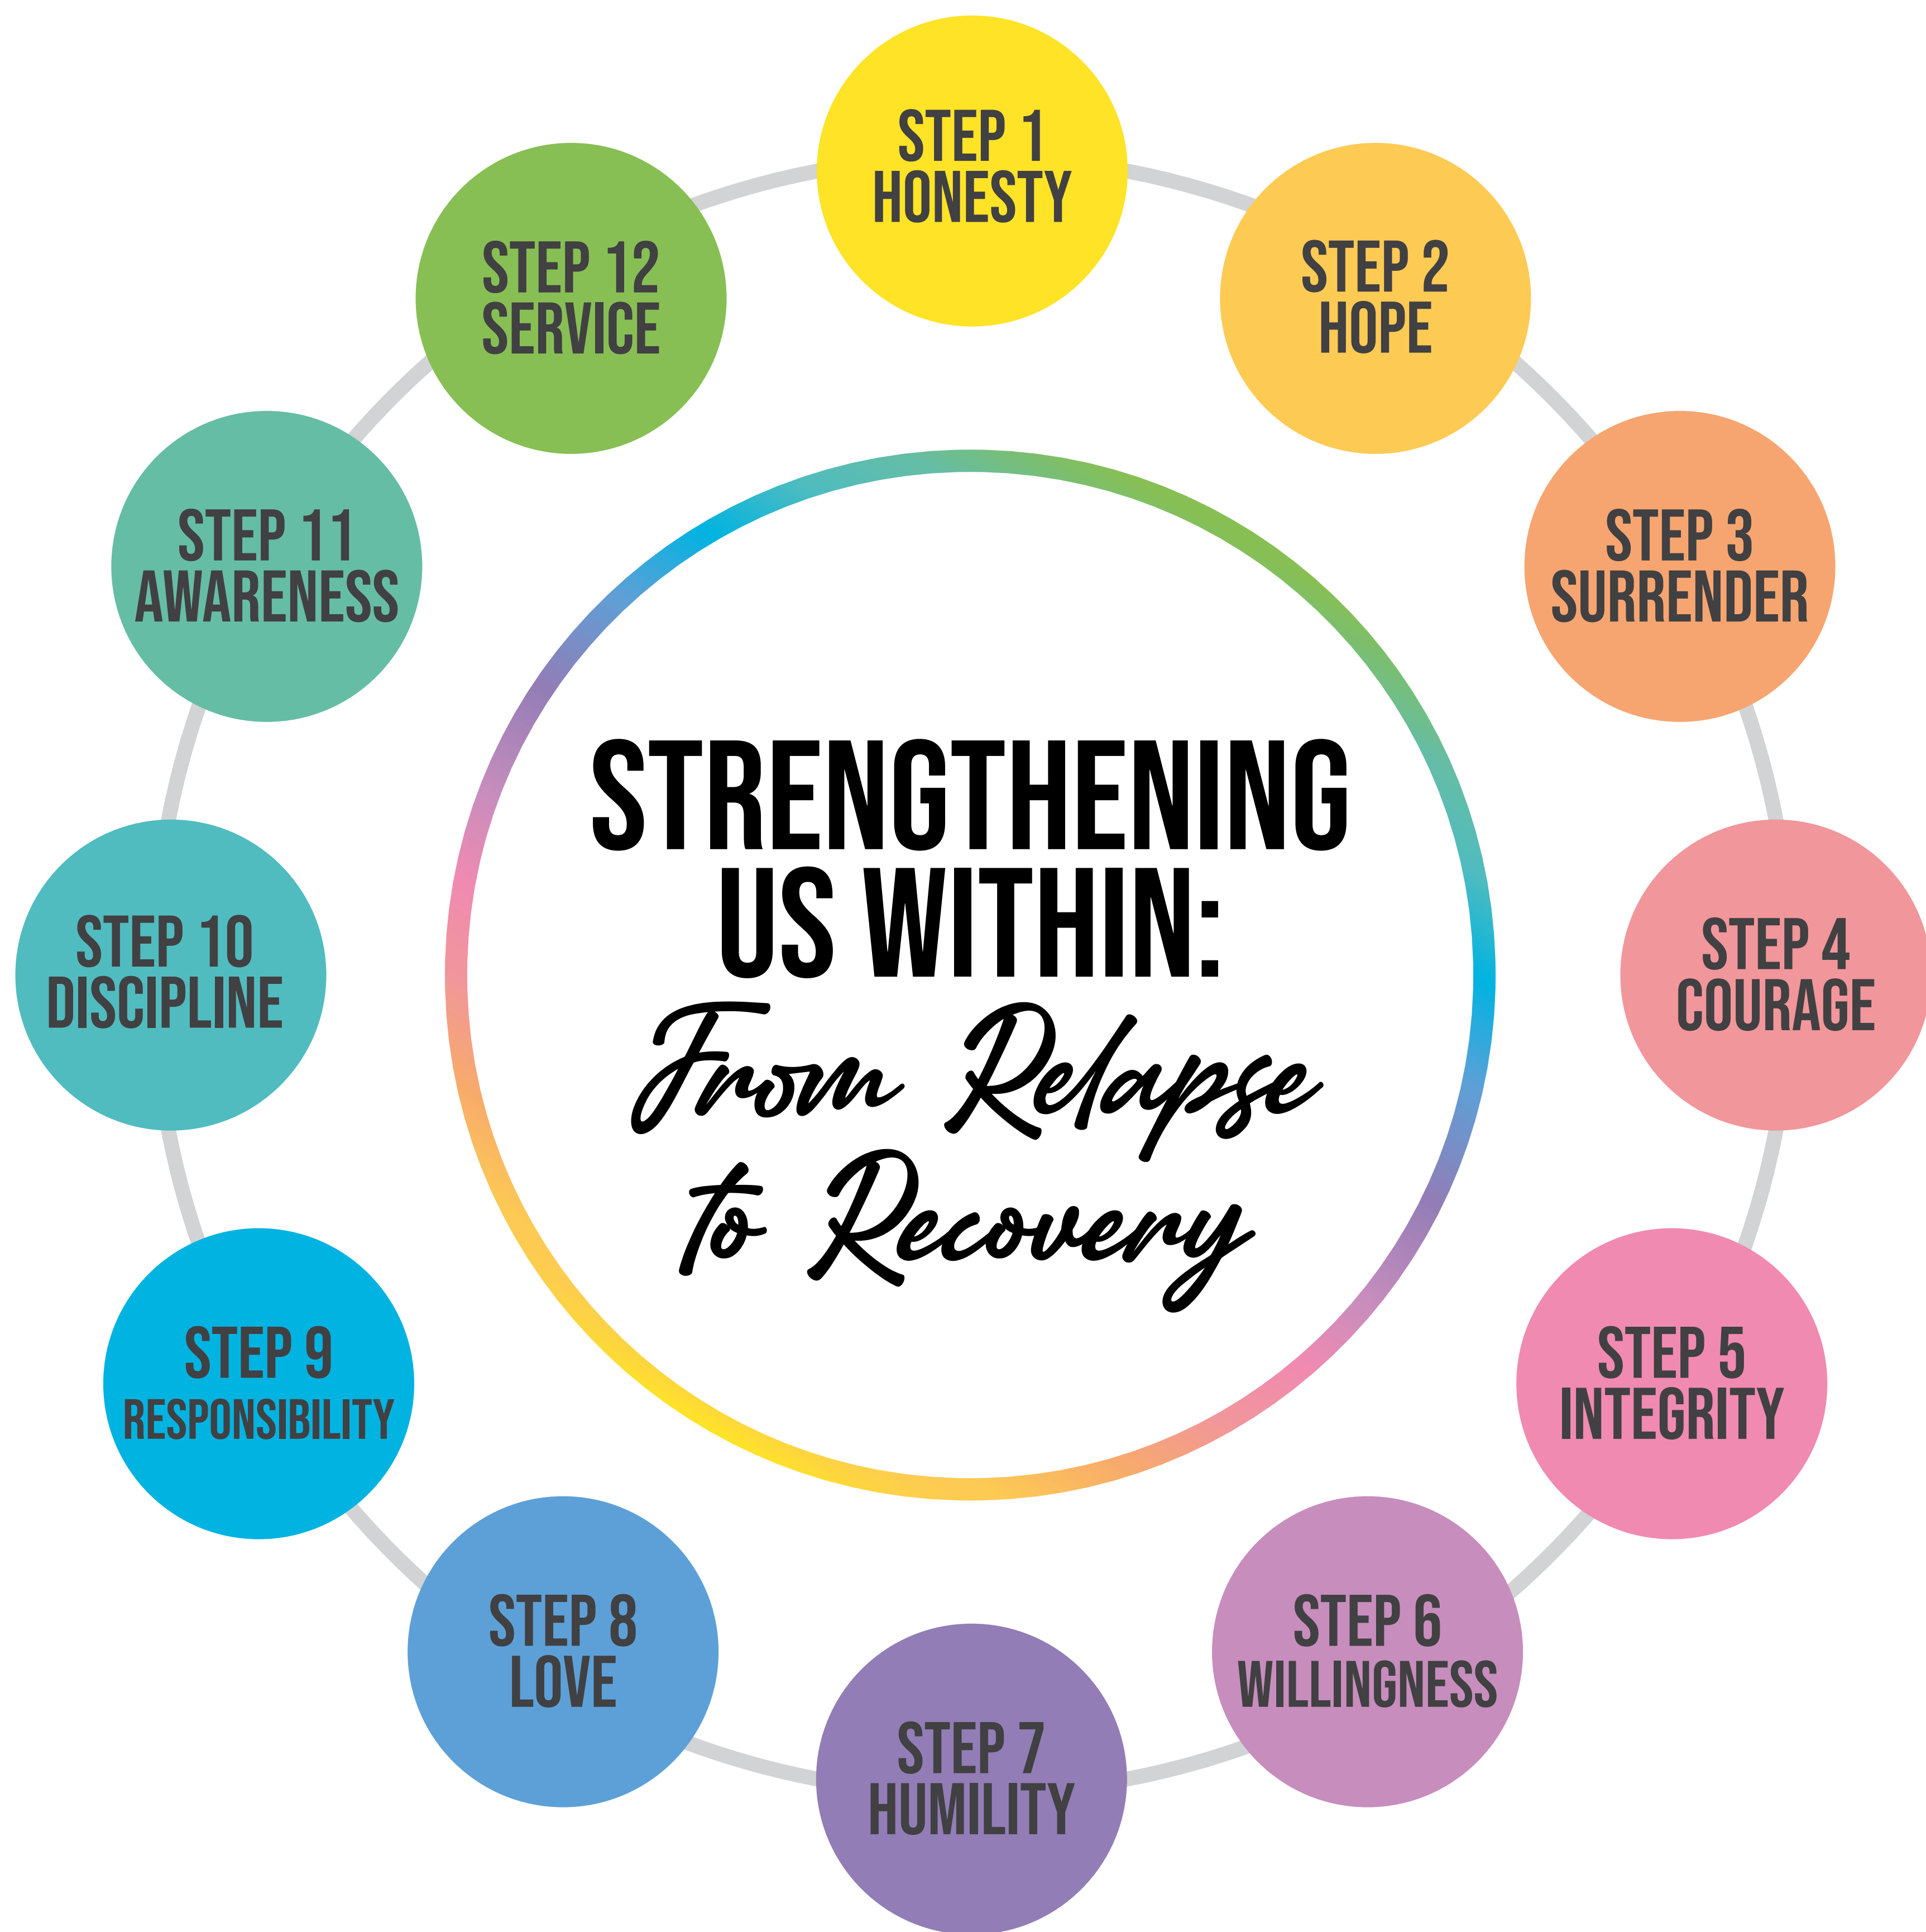 STEP 1
HONESTY
STEP 2
HOPE
STEP 3
SURRENDER
STEP 4
COURAGE
STEP 5
INTEGRITY
STEP 6
WILLINGNESS
STEP 7
HUMILITY
STEP 8
LOVE
STEP 9
RESPONSIBILITY
STEP 10
DISCIPLINE
STEP 11
AWARENESS
STEP 12
SERVICE
STRENGTHENING
US WITHIN:
From Relapse
to Recovery